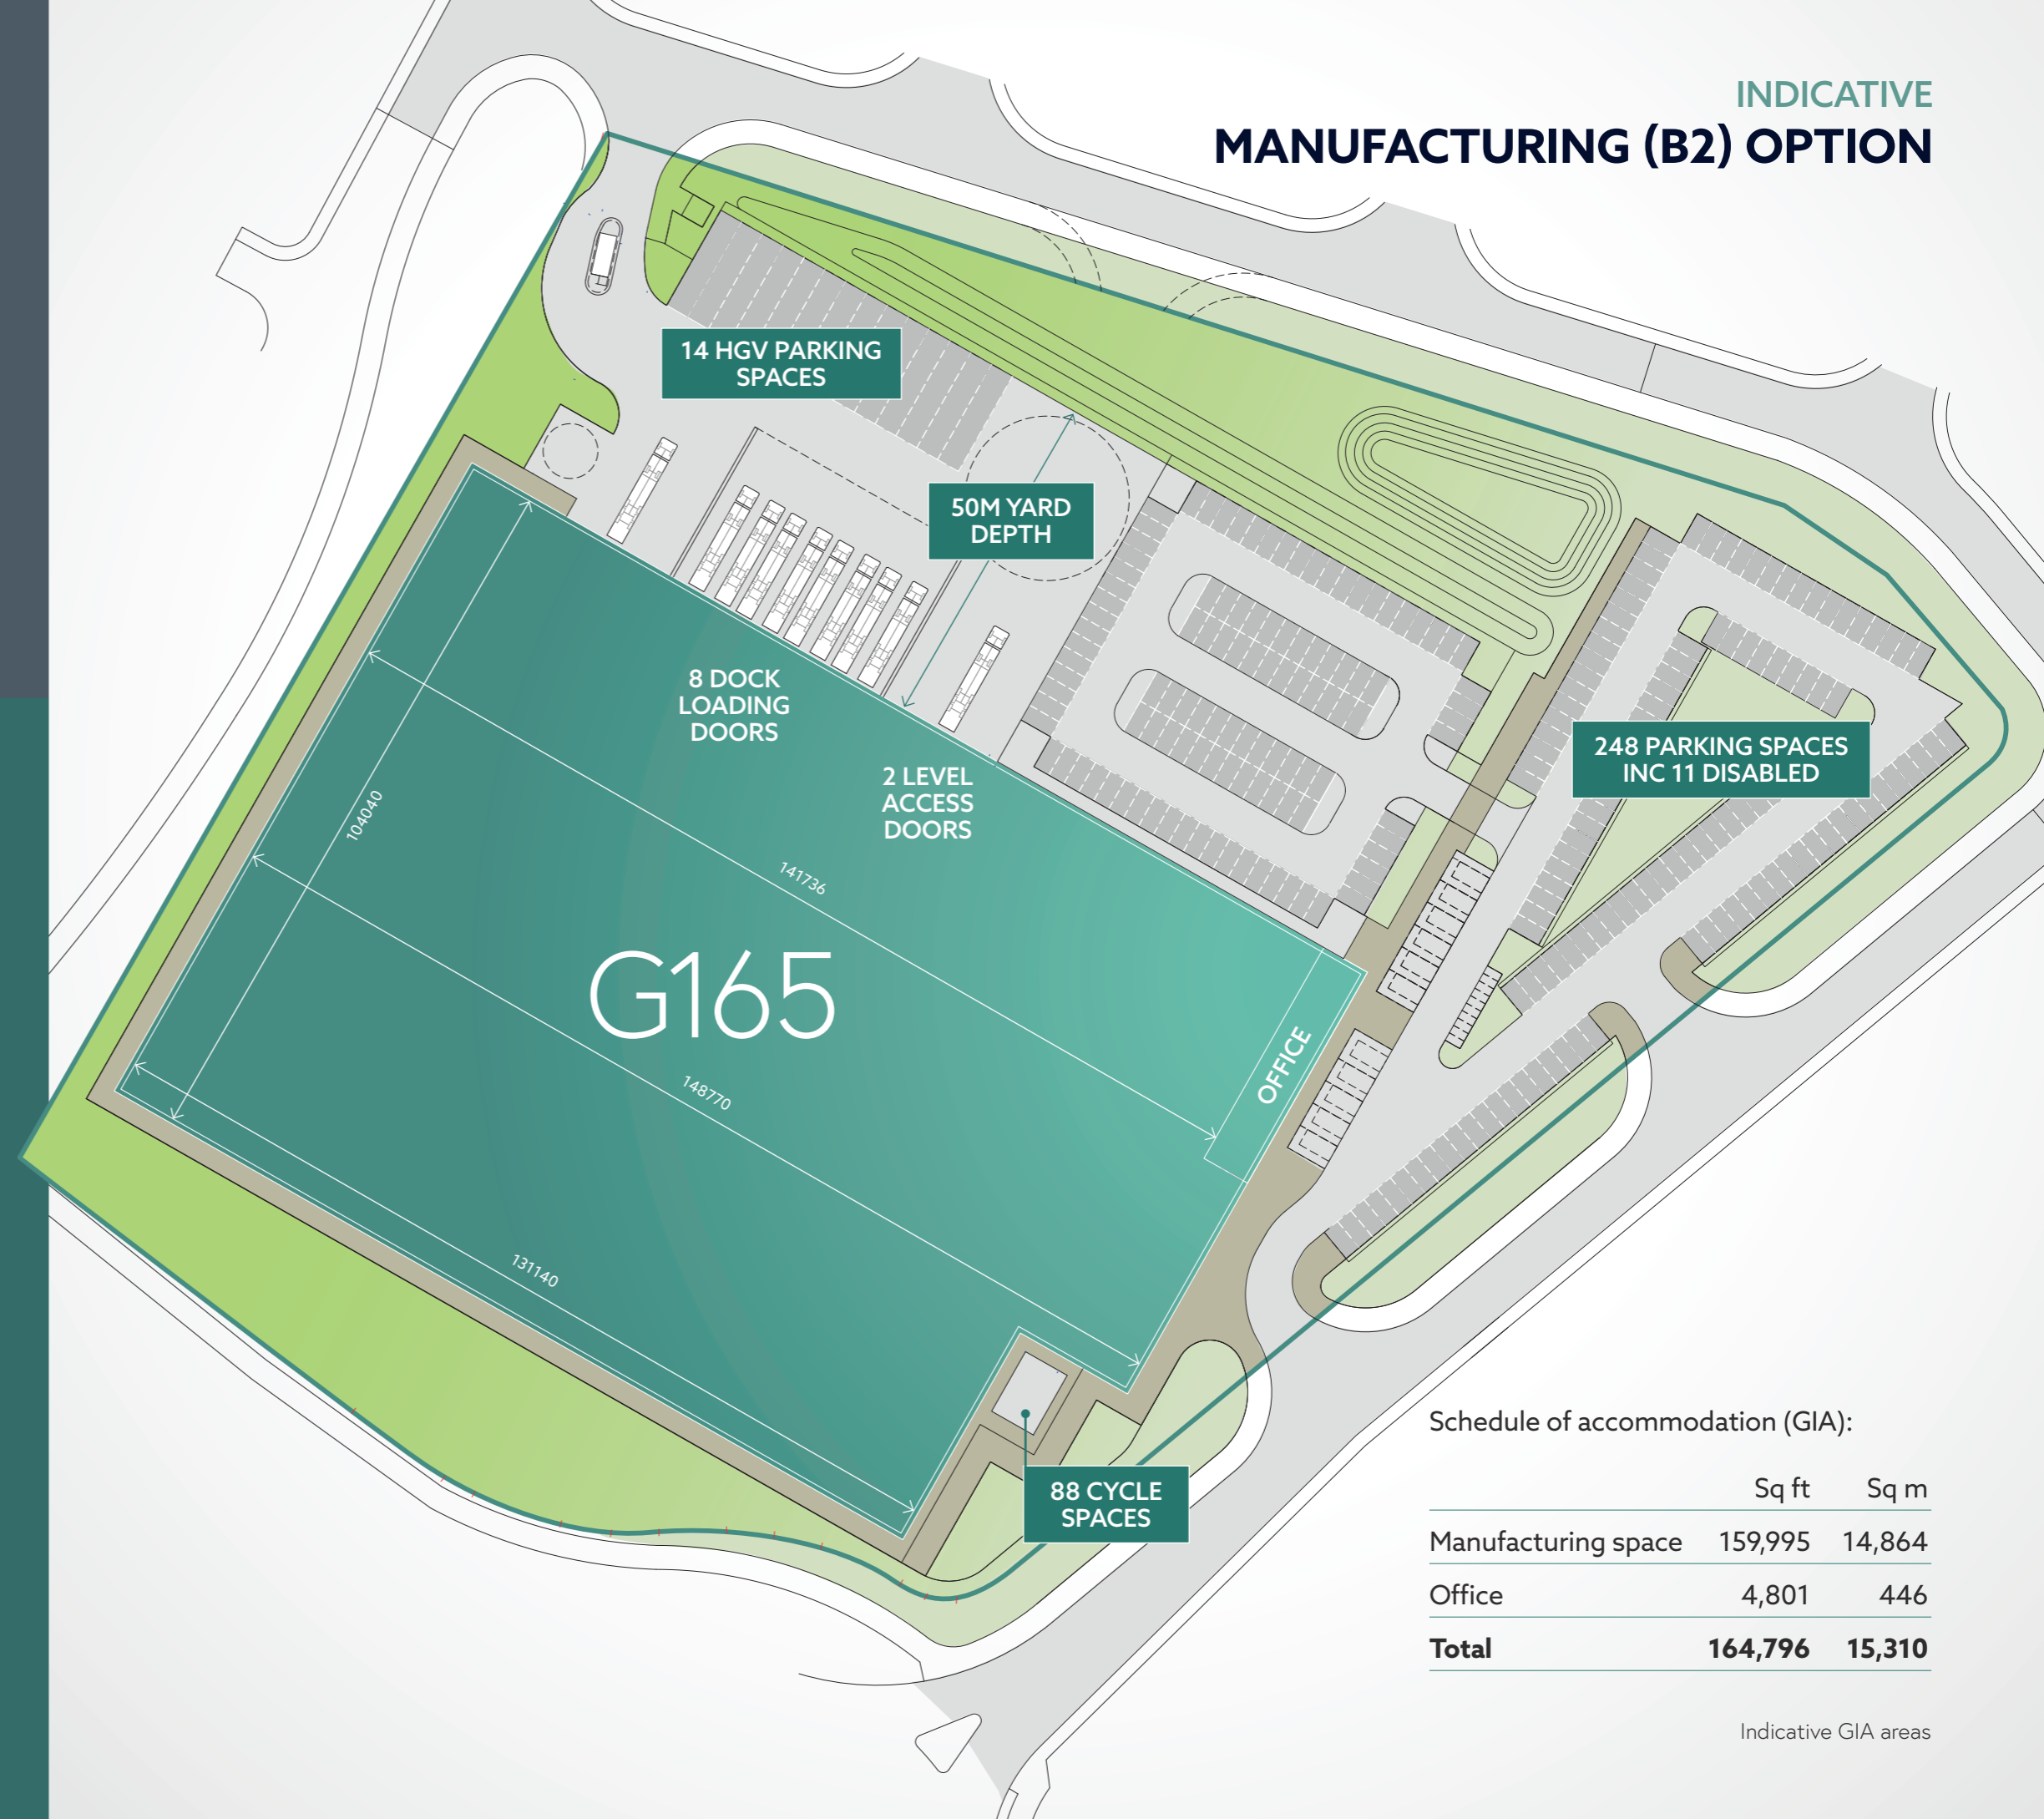 INDICATIVE
MANUFACTURING (B2) OPTION
14 HGV PARKING
SPACES
50M YARD
DEPTH
8 DOCK
LOADING
DOORS
2 LEVEL
ACCESS
DOORS
248 PARKING SPACES
INC 11 DISABLED
104040
141736
G165
OFFICE
148770
131140
88 CYCLE
SPACES
Schedule of accommodation (GIA):
Sq ft Sq m
Manufacturing space 159,995 14,864
Office 4,801 446
Total 164,796 15,310
Indicative GIA areas